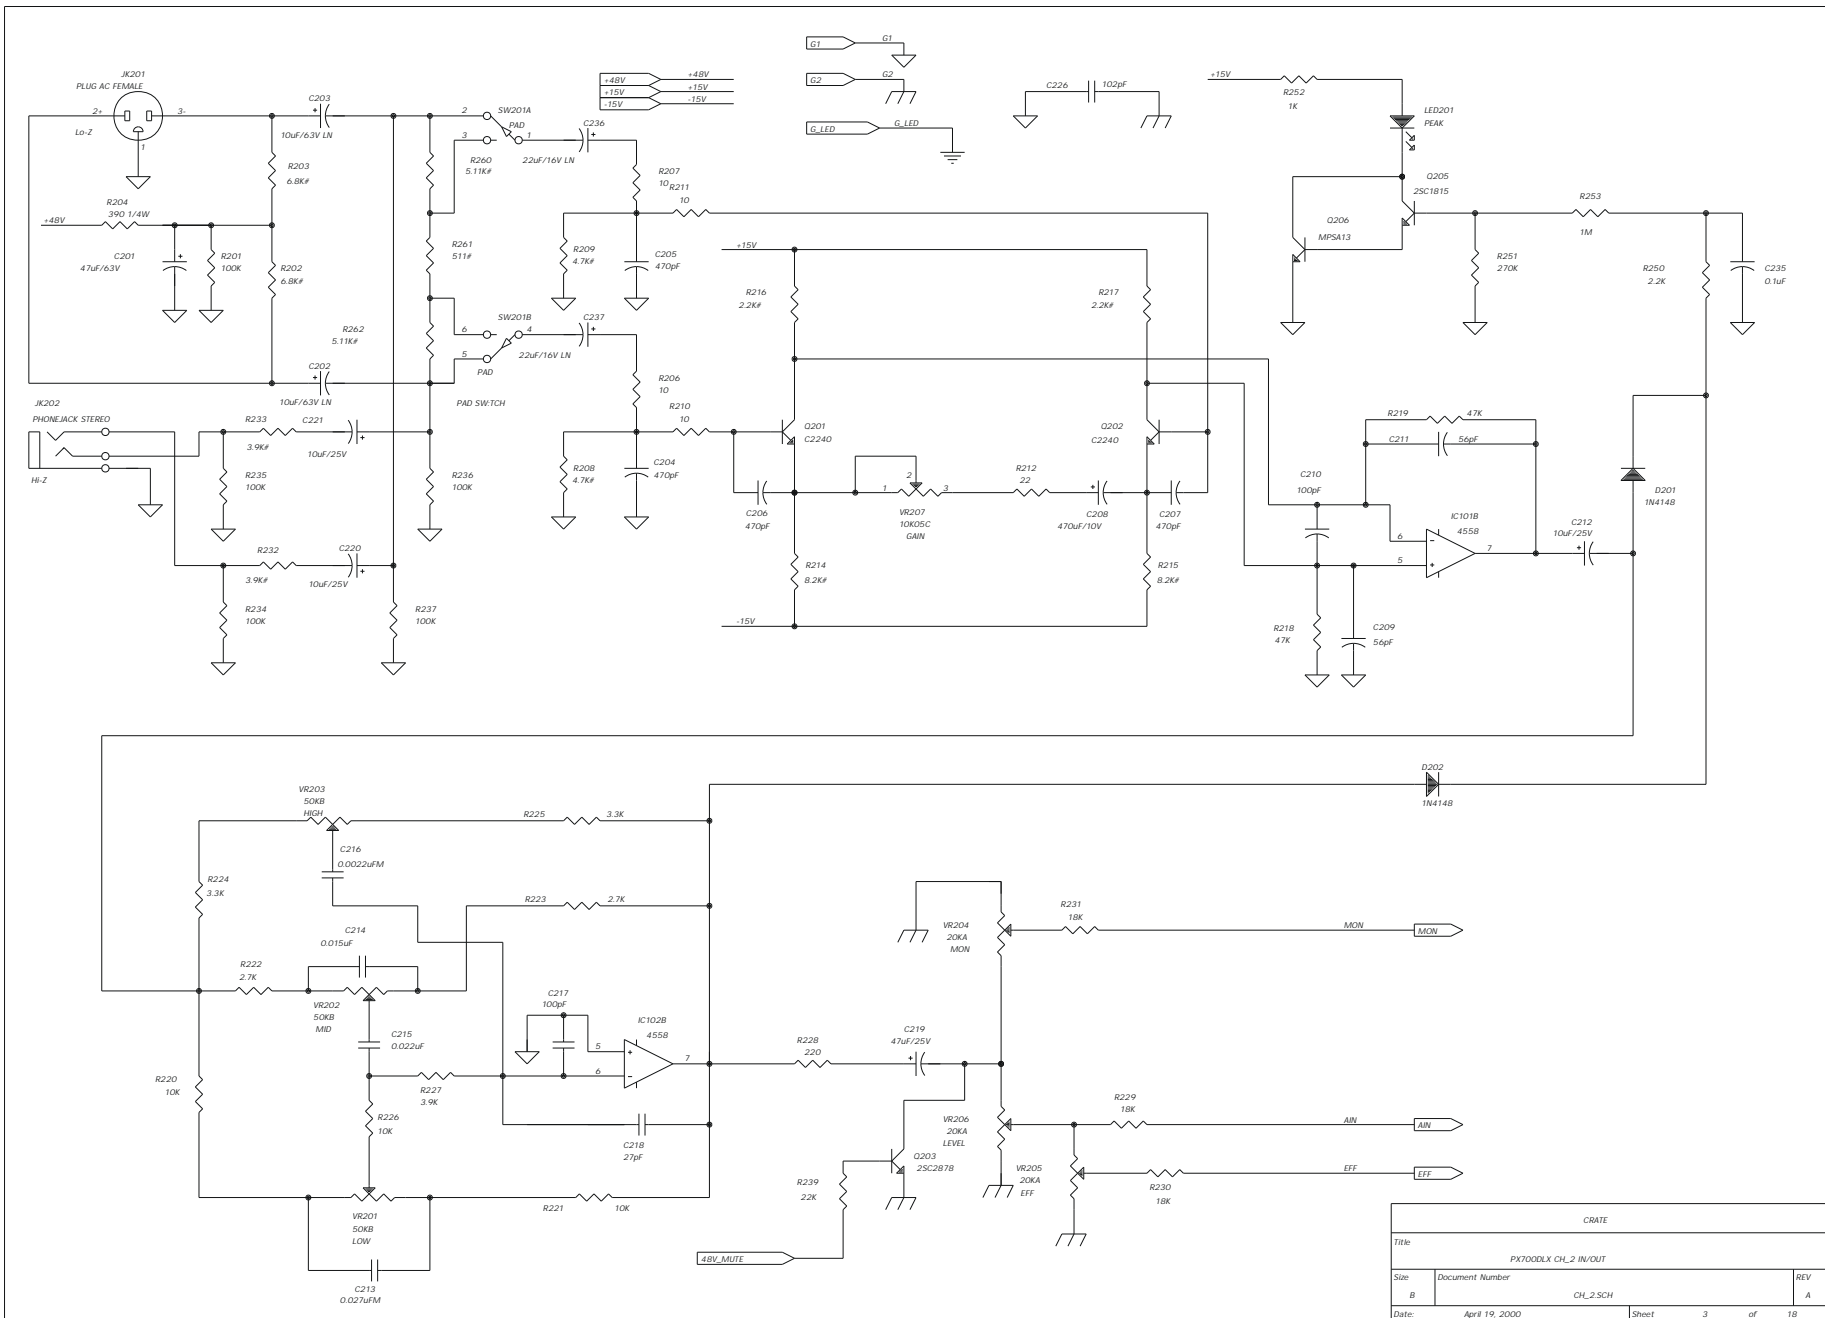 JK201
PLUG AC FEMALE
2+
3-
Lo-Z
1
C203
+
10uF/63V LN
R203
6.8K#
R204
390 1/4W
+48V
C201
47uF/63V
+
R201
100K
R202
6.8K#
C202
+
10uF/63V LN
JK202
PHONEJACK STEREO
Hi-Z
R233
3.9K#
C221
+
10uF/25V
R235
100K
R236
100K
R232
3.9K#
C220
+
10uF/25V
R234
100K
R237
100K
2
3
SW201A
PAD
1
R260
5.11K#
R261
511#
R262
5.11K#
6
5
SW201B
4
PAD
PAD SW:TCH
C236
+
22uF/16V LN
C237
+
22uF/16V LN
+48V +48V
+15V +15V
-15V -15V
G1 G1
G2 G2
G_LED G_LED
C226 102pF
R207
10
R211
10
R209
4.7K#
C205
470pF
R206
10
R210
10
R208
4.7K#
C204
470pF
+15V
R216
2.2K#
R217
2.2K#
Q201
C2240
Q202
C2240
C206
470pF
1
2
3
VR207
10K05C
GAIN
R212
22
+
C208
470uF/10V
C207
470pF
R214
8.2K#
R215
8.2K#
-15V
+15V
R252
1K
LED201
PEAK
Q205
2SC1815
Q206
MPSA13
R253
1M
R251
270K
R250
2.2K
C235
0.1uF
R219 47K
C211 56pF
C210
100pF
IC101B
4558
6
-
5
+
7
C212
10uF/25V
+
D201
1N4148
R218
47K
C209
56pF
D202
1N4148
VR203
50KB
HIGH
R225 3.3K
C216
0.0022uFM
R224
3.3K
R223 2.7K
C214
0.015uF
R222
2.7K
VR202
50KB
MID
C215
0.022uF
C217
100pF
IC102B
4558
5
+
6
-
7
R220
10K
R227
3.9K
R226
10K
C218
27pF
VR201
50KB
LOW
R221 10K
C213
0.027uFM
R228
220
C219
47uF/25V
+
VR204
20KA
MON
R231
18K
MON MON
VR206
20KA
LEVEL
R229
18K
AIN AIN
VR205
20KA
EFF
R230
18K
EFF EFF
Q203
2SC2878
R239
22K
48V_MUTE
CRATE
Title
PX700DLX CH_2 IN/OUT
Size Document Number REV
B CH_2.SCH A
Date: April 19, 2000 Sheet 3 of 18